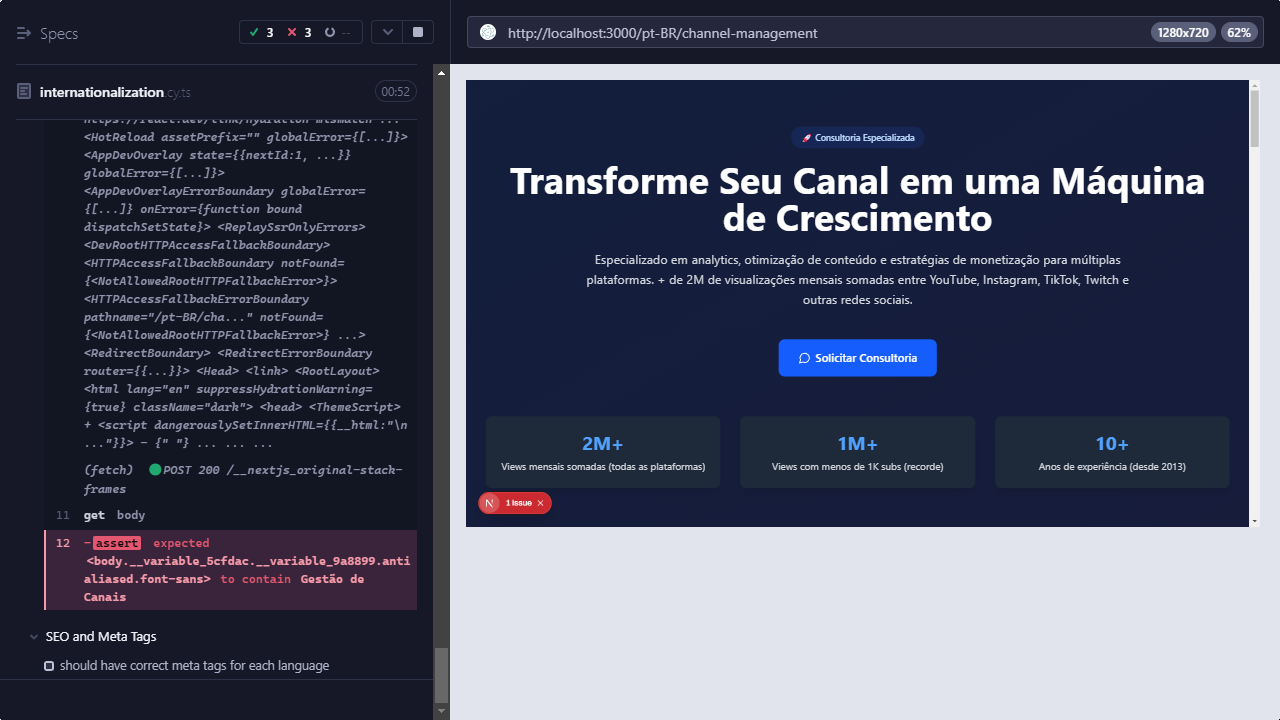 Specs
3
3
--
internationalization.cy.ts
00:52
https://react.dev/link/hydration-mismatch ...
<HotReload assetPrefix="" globalError={[...]}>
<AppDevOverlay state={{nextId:1, ...}}
globalError={[...]}>
<AppDevOverlayErrorBoundary globalError=
{[...]} onError={function bound
dispatchSetState}> <ReplaySsrOnlyErrors>
<DevRootHTTPAccessFallbackBoundary>
<HTTPAccessFallbackBoundary notFound=
{<NotAllowedRootHTTPFallbackError>}>
<HTTPAccessFallbackErrorBoundary
pathname="/pt-BR/cha..." notFound=
{<NotAllowedRootHTTPFallbackError>} ...>
<RedirectBoundary> <RedirectErrorBoundary
router={{...}}> <Head> <link> <RootLayout>
<html lang="en" suppressHydrationWarning=
{true} className="dark"> <head> <ThemeScript>
+ <script dangerouslySetInnerHTML={{__html:"\n
..."}}> - {" "} ... ... ...
(fetch) POST 200 /__nextjs_original-stack-
frames
11 get body
12 -assert expected
<body.__variable_5cfdac.__variable_9a8899.anti
aliased.font-sans> to contain Gestão de
Canais
SEO and Meta Tags
should have correct meta tags for each language
http://localhost:3000/pt-BR/channel-management
1280x720
62%
🚀 Consultoria Especializada
Transforme Seu Canal em uma Máquina
de Crescimento
Especializado em analytics, otimização de conteúdo e estratégias de monetização para múltiplas
plataformas. + de 2M de visualizações mensais somadas entre YouTube, Instagram, TikTok, Twitch e
outras redes sociais.
Solicitar Consultoria
2M+
Views mensais somadas (todas as plataformas)
1M+
Views com menos de 1K subs (recorde)
10+
Anos de experiência (desde 2013)
N 1 Issue